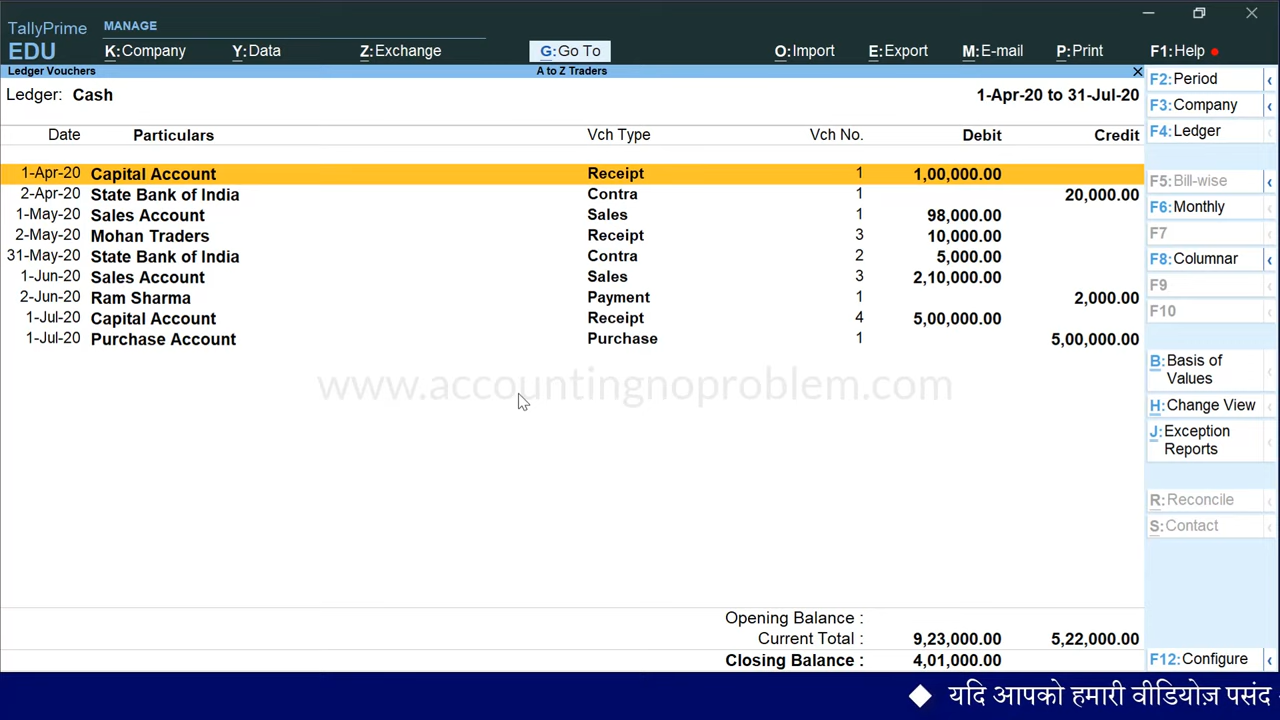 TallyPrime MANAGE
EDU K:Company Y:Data Z:Exchange G:Go To O:Import E:Export M:E-mail P:Print F1:Help
Ledger Vouchers A to Z Traders
Ledger: Cash 1-Apr-20 to 31-Jul-20
Date Particulars Vch Type Vch No. Debit Credit
1-Apr-20 Capital Account Receipt 1 1,00,000.00
2-Apr-20 State Bank of India Contra 1 20,000.00
1-May-20 Sales Account Sales 1 98,000.00
2-May-20 Mohan Traders Receipt 3 10,000.00
31-May-20 State Bank of India Contra 2 5,000.00
1-Jun-20 Sales Account Sales 3 2,10,000.00
2-Jun-20 Ram Sharma Payment 1 2,000.00
1-Jul-20 Capital Account Receipt 4 5,00,000.00
1-Jul-20 Purchase Account Purchase 1 5,00,000.00
www.accountingnoproblem.com
Opening Balance :
Current Total : 9,23,000.00 5,22,000.00
Closing Balance : 4,01,000.00
F2:Period
F3:Company
F4:Ledger
F5:Bill-wise
F6:Monthly
F7
F8:Columnar
F9
F10
B:Basis of
Values
H:Change View
J:Exception
Reports
R:Reconcile
S:Contact
F12:Configure
यदि आपको हमारी वीडियोज़ पसंद